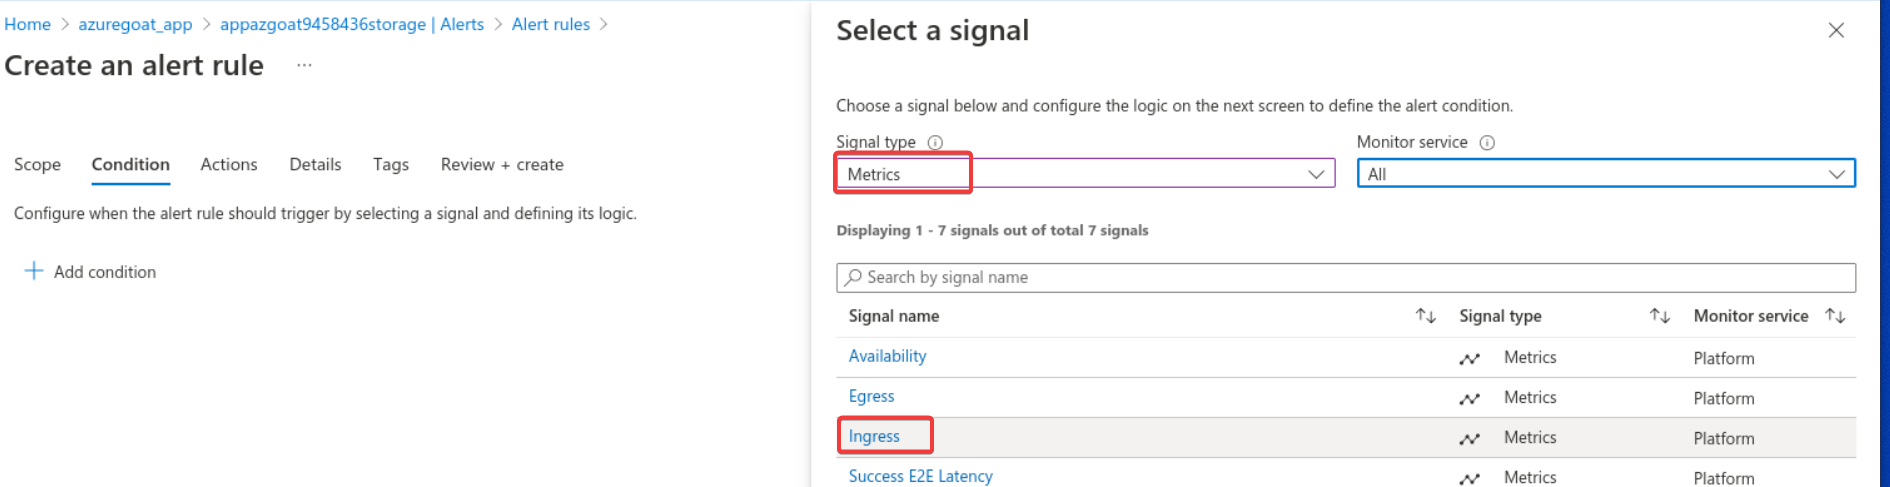 Home > azuregoat_app > appazgoat9458436storage | Alerts > Alert rules >
Create an alert rule ...
Scope Condition Actions Details Tags Review + create
Configure when the alert rule should trigger by selecting a signal and defining its logic.
+ Add condition
Select a signal
Choose a signal below and configure the logic on the next screen to define the alert condition.
Signal type Monitor service
Metrics All
Displaying 1 - 7 signals out of total 7 signals
Search by signal name
Signal name Signal type Monitor service
Availability Metrics Platform
Egress Metrics Platform
Ingress Metrics Platform
Success E2E Latency Metrics Platform